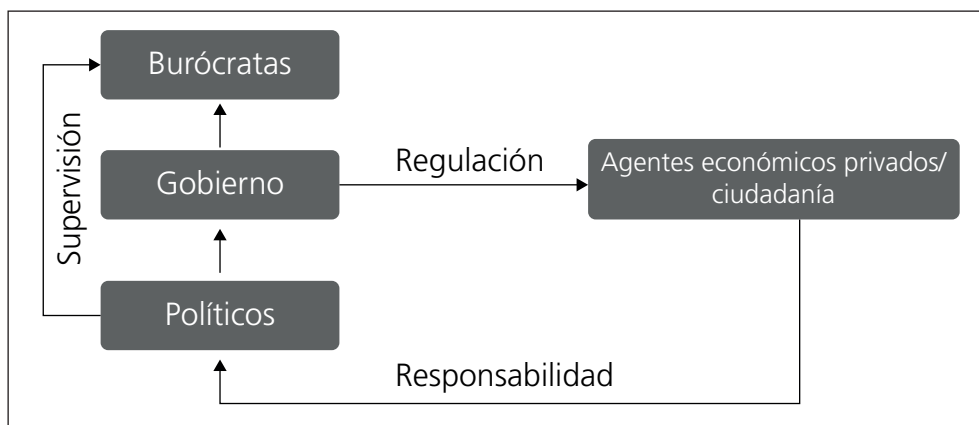 Burócratas
Supervisión
Gobierno
Regulación
Agentes económicos privados/
ciudadanía
Políticos
Responsabilidad